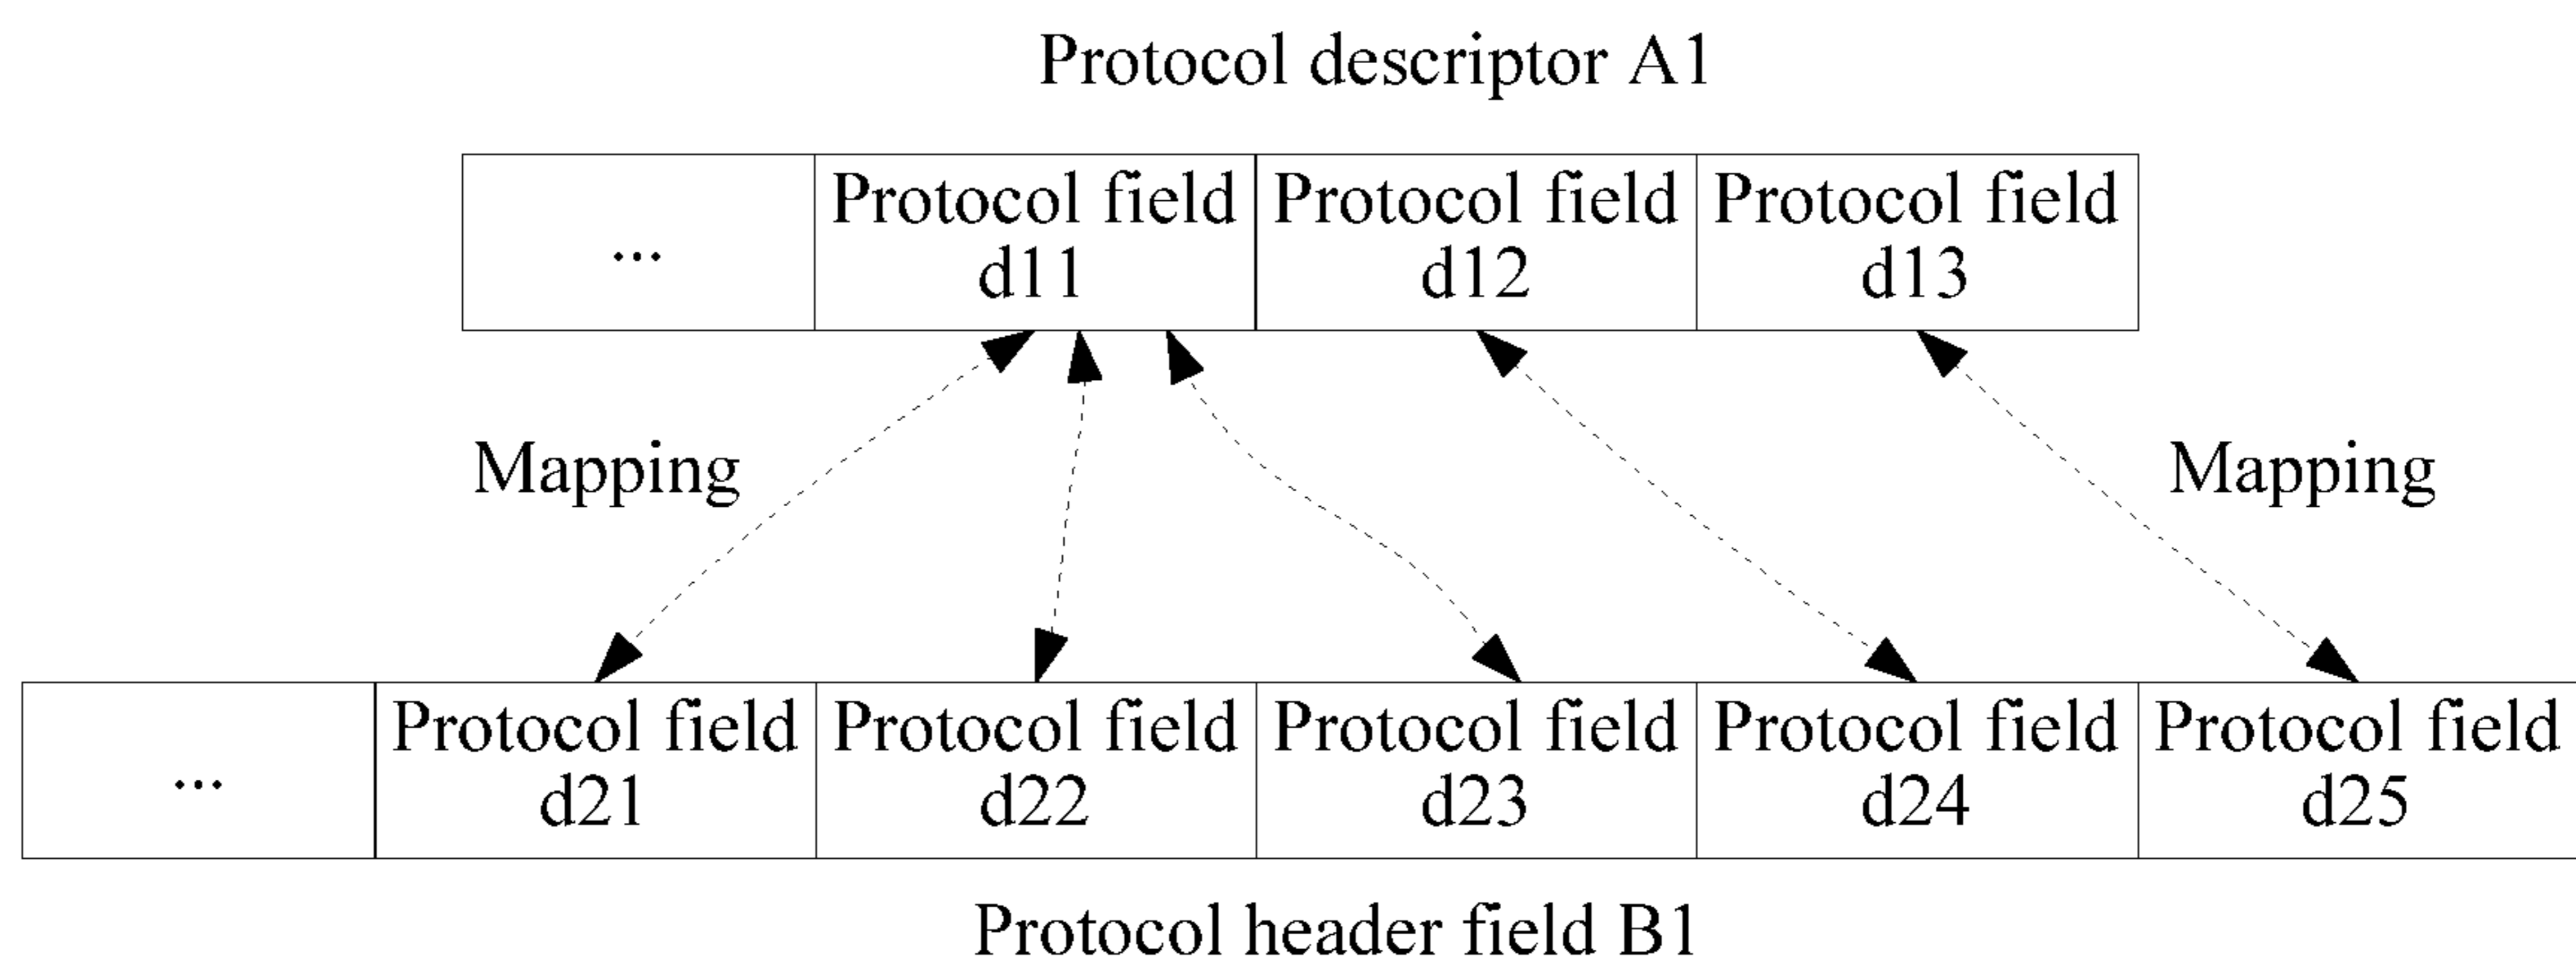 Protocol descriptor A1
...
Protocol field
d11
Protocol field
d12
Protocol field
d13
Mapping
Mapping
...
Protocol field
d21
Protocol field
d22
Protocol field
d23
Protocol field
d24
Protocol field
d25
Protocol header field B1